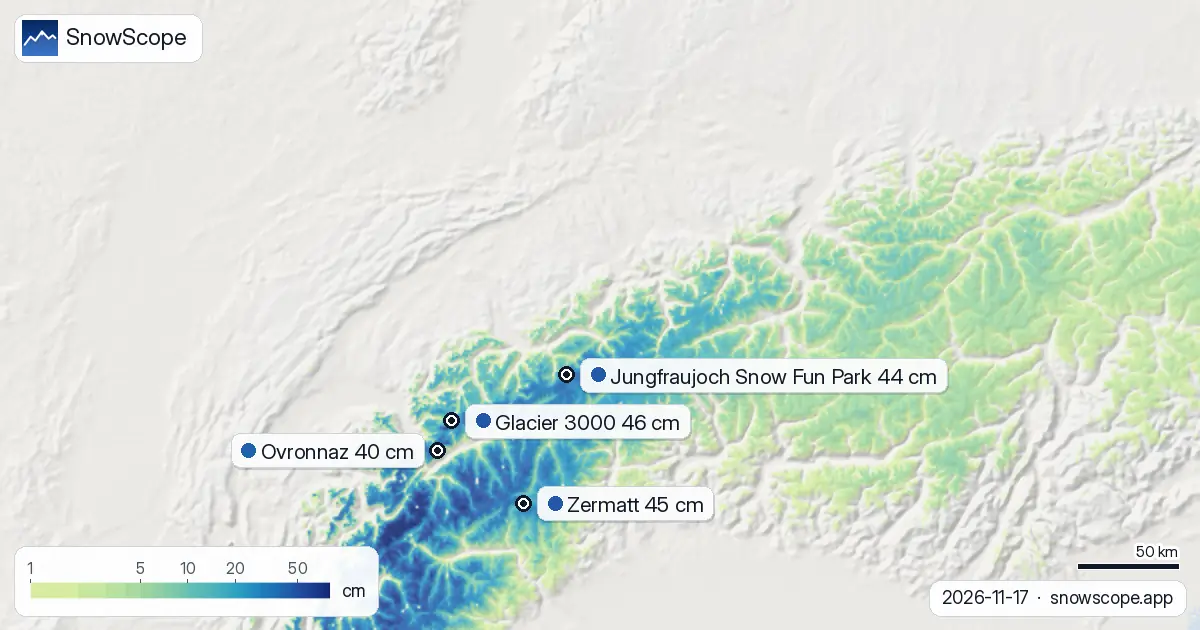 SnowScope
Jungfraujoch Snow Fun Park 44 cm
Glacier 3000 46 cm
Ovronnaz 40 cm
Zermatt 45 cm
1 5 10 20 50
cm
50 km
2026-11-17 · snowscope.app